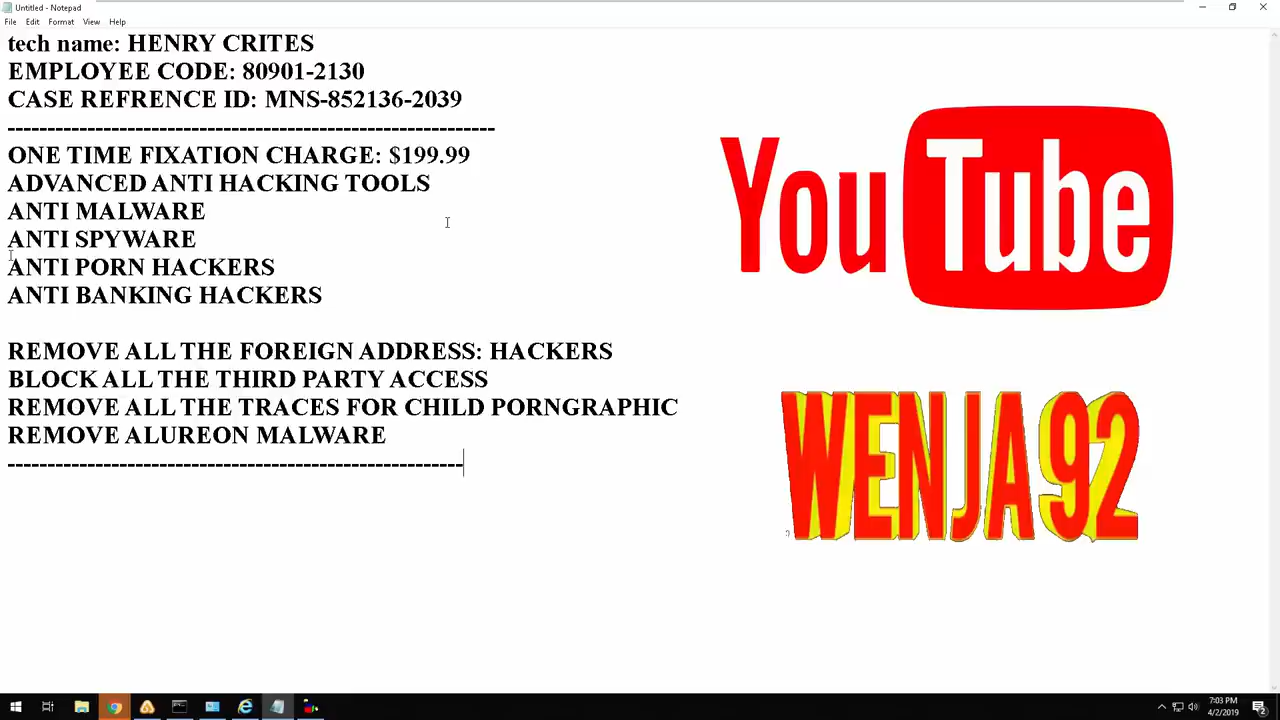 Untitled - Notepad
File Edit Format View Help
tech name: HENRY CRITES
EMPLOYEE CODE: 80901-2130
CASE REFRENCE ID: MNS-852136-2039
-------------------------------------------------------------
ONE TIME FIXATION CHARGE: $199.99
ADVANCED ANTI HACKING TOOLS
ANTI MALWARE
ANTI SPYWARE
ANTI PORN HACKERS
ANTI BANKING HACKERS
REMOVE ALL THE FOREIGN ADDRESS: HACKERS
BLOCK ALL THE THIRD PARTY ACCESS
REMOVE ALL THE TRACES FOR CHILD PORNGRAPHIC
REMOVE ALUREON MALWARE
---------------------------------------------------------
YouTube
WENJA92
7:03 PM
4/2/2019
2